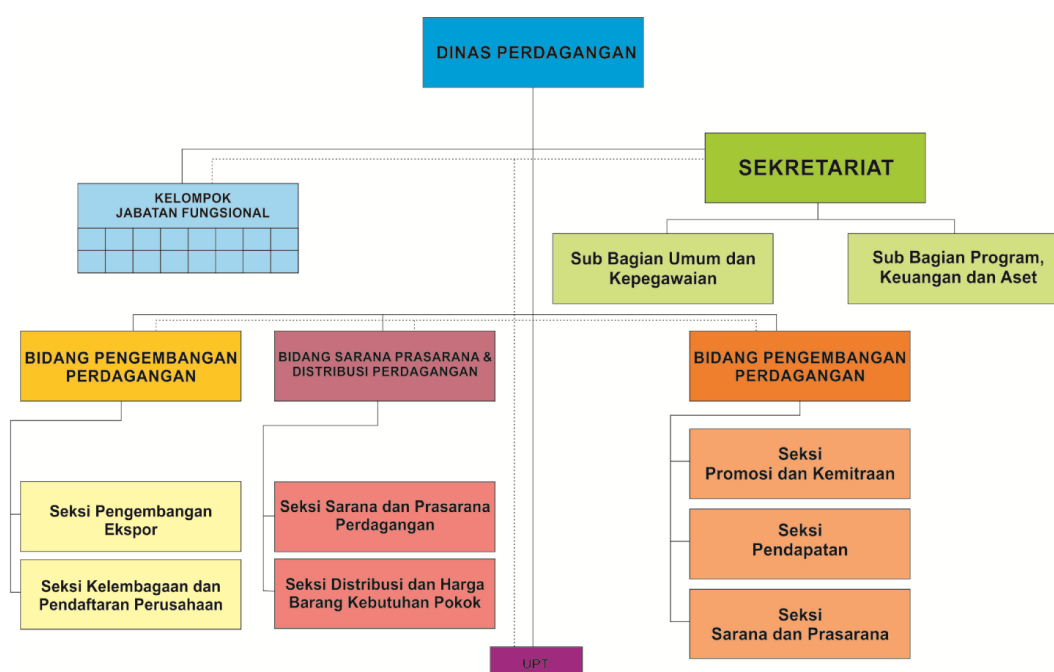 DINAS PERDAGANGAN
SEKRETARIAT
KELOMPOK
JABATAN FUNGSIONAL
Sub Bagian Umum dan
Kepegawaian
Sub Bagian Program,
Keuangan dan Aset
BIDANG PENGEMBANGAN
PERDAGANGAN
BIDANG SARANA PRASARANA &
DISTRIBUSI PERDAGANGAN
BIDANG PENGEMBANGAN
PERDAGANGAN
Seksi Pengembangan
Ekspor
Seksi Kelembagaan dan
Pendaftaran Perusahaan
Seksi Sarana dan Prasarana
Perdagangan
Seksi Distribusi dan Harga
Barang Kebutuhan Pokok
Seksi
Promosi dan Kemitraan
Seksi
Pendapatan
Seksi
Sarana dan Prasarana
UPT